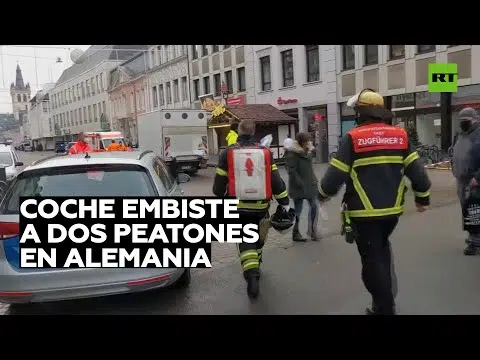 RT
ZUGFÜHRER 2
COCHE EMBISTE
A DOS PEATONES
EN ALEMANIA